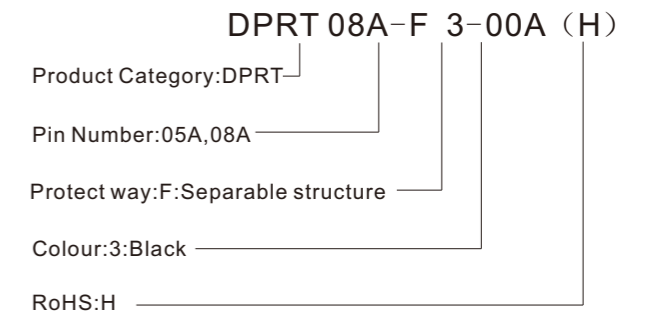 DPRT 08A-F 3-00A（H）
Product Category:DPRT
Pin Number:05A,08A
Protect way:F:Separable structure
Colour:3:Black
RoHS:H